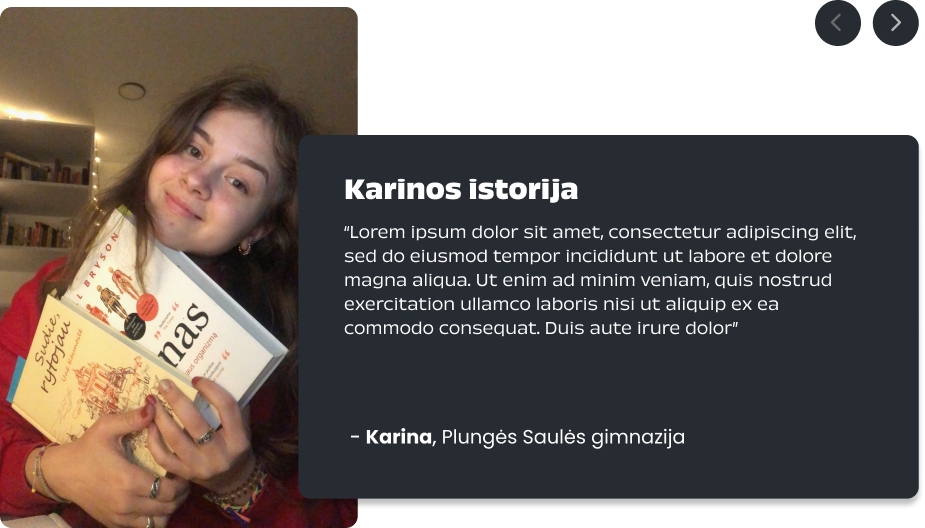 Karinos istorija
“Lorem ipsum dolor sit amet, consectetur adipiscing elit,
sed do eiusmod tempor incididunt ut labore et dolore
magna aliqua. Ut enim ad minim veniam, quis nostrud
exercitation ullamco laboris nisi ut aliquip ex ea
commodo consequat. Duis aute irure dolor”
- Karina, Plungės Saulės gimnazija
L BRYSON
nas
Sudie,
rytojau